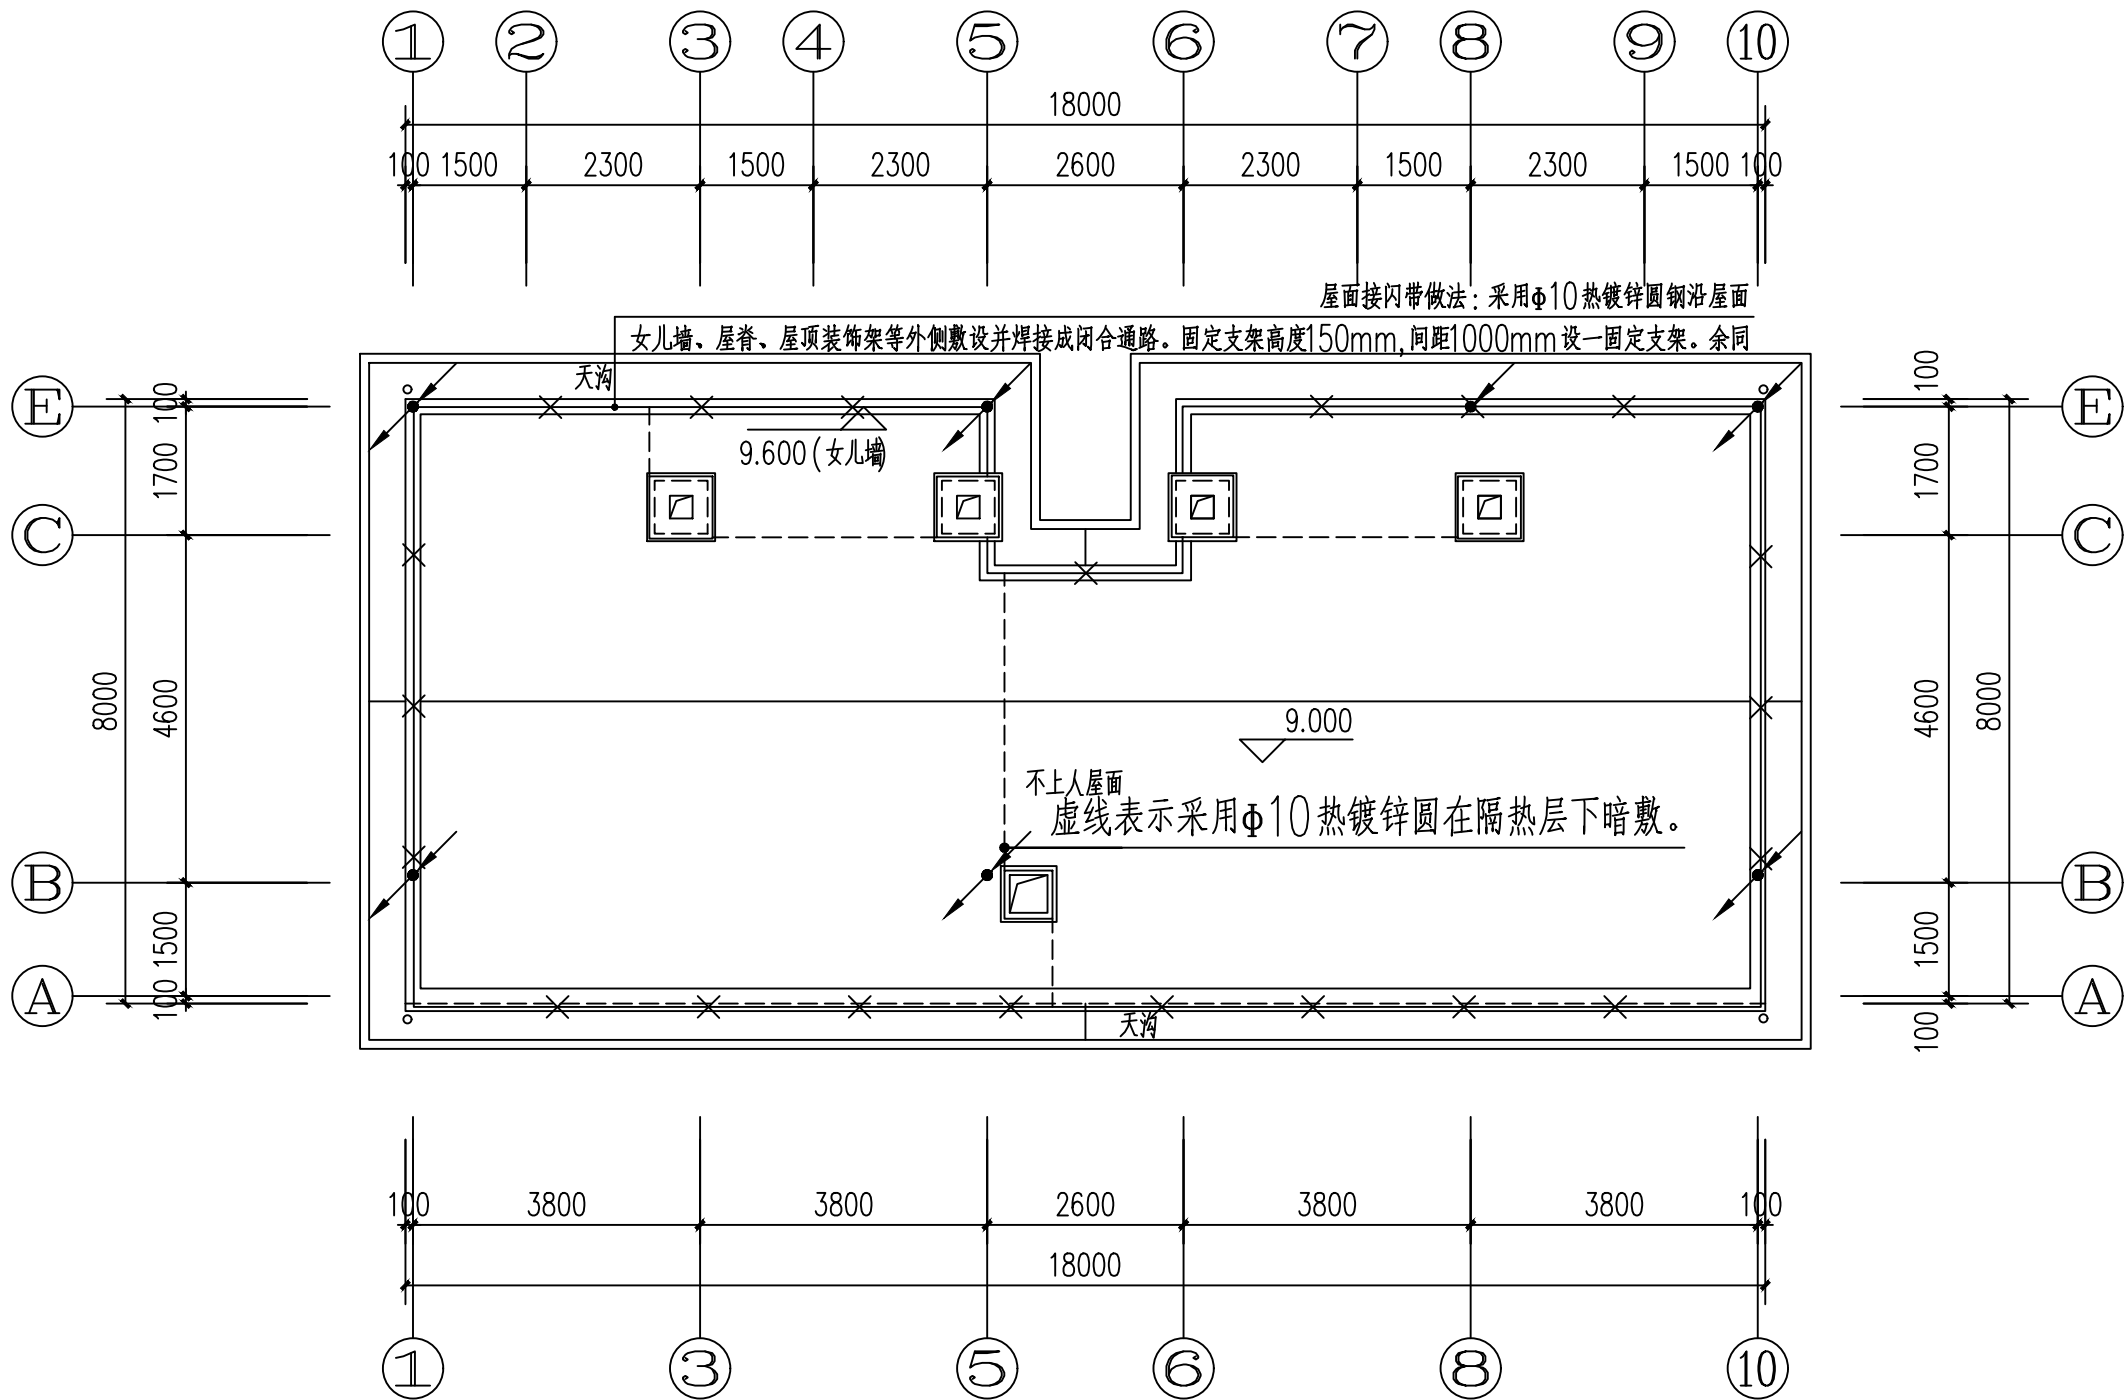 1 2 3 4 5 6 7 8 9 10
18000
100 1500 2300 1500 2300 2600 2300 1500 2300 1500 100
屋面接闪带做法：采用Φ10热镀锌圆钢沿屋面
女儿墙、屋脊、屋顶装饰架等外侧敷设并焊接成闭合通路。固定支架高度150mm,间距1000mm设一固定支架。余同
天沟
E 100 100 E
9.600(女儿墙)
1700 1700
C C
8000 4600 4600 8000
9.000
不上人屋面
虚线表示采用Φ10热镀锌圆在隔热层下暗敷。
B B
1500 1500
A 100 100 A
天沟
100 3800 3800 2600 3800 3800 100
18000
1 3 5 6 8 10